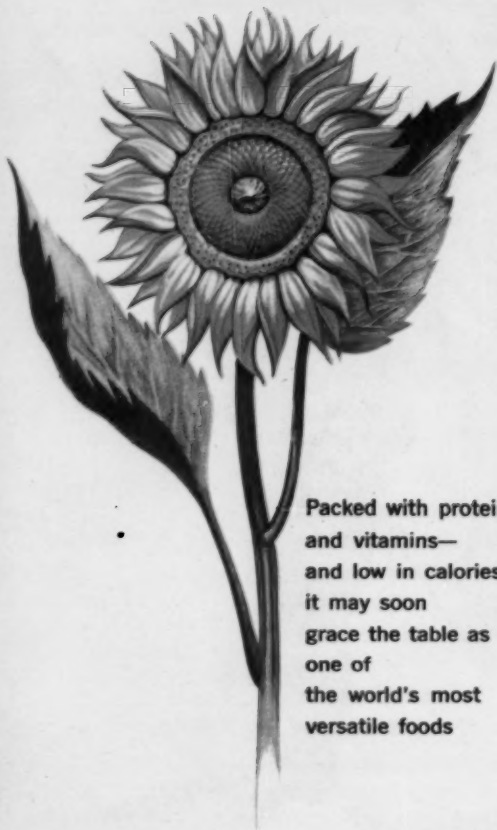 Packed with protei
and vitamins—
and low in calories
it may soon
grace the table as
one of
the world's most
versatile foods